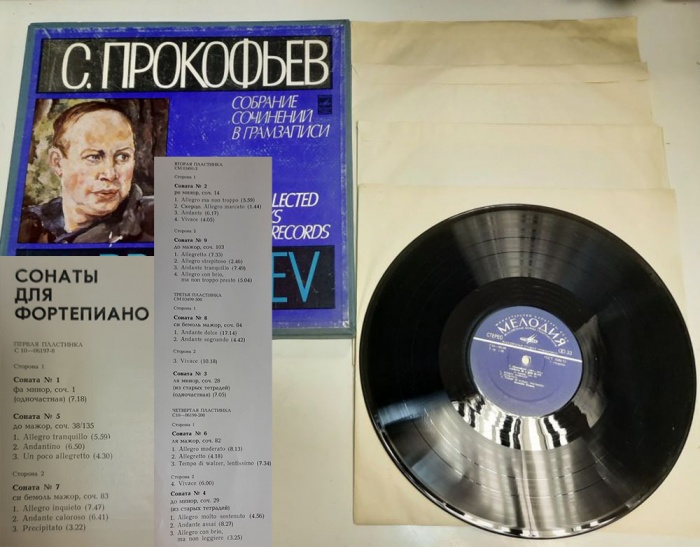 С. ПРОКОФЬЕВ
СОБРАНИЕ
СОЧИНЕНИЙ
В ГРАМЗАПИСИ
LECTED
S
RECORDS
EV
СОНАТЫ
ДЛЯ
ФОРТЕПИАНО
ПЕРВАЯ ПЛАСТИНКА
Сторона 1
Соната № 1
фа минор, соч. 1
(одночастная) (7.18)
Соната № 5
до мажор, соч. 38/135
1. Allegro tranquillo (5.59)
2. Andantino (6.50)
3. Un poco allegretto (4.30)
Сторона 2
Соната № 7
си бемоль мажор, соч. 83
1. Allegro inquieto (7.47)
2. Andante caloroso (6.41)
3. Precipitato (3.22)
ВТОРАЯ ПЛАСТИНКА
Сторона 1
Соната № 2
ре минор, соч. 14
1. Allegro ma non troppo (5.59)
2. Скерцо. Allegro marcato (1.44)
3. Andante (6.17)
4. Vivace (4.05)
Сторона 2
Соната № 9
до мажор, соч. 103
1. Allegretto (7.33)
2. Allegro strepitoso (2.46)
3. Andante tranquillo (7.49)
4. Allegro con brio,
ma non troppo presto (5.04)
ТРЕТЬЯ ПЛАСТИНКА
Сторона 1
Соната № 8
си бемоль мажор, соч. 84
1. Andante dolce (17.14)
2. Andante sognando (4.43)
Сторона 2
3. Vivace (10.18)
Соната № 3
ля минор, соч. 28
(из старых тетрадей)
(одночастная) (7.03)
ЧЕТВЕРТАЯ ПЛАСТИНКА
Сторона 1
Соната № 6
ля мажор, соч. 82
1. Allegro moderato (8.13)
2. Allegretto (4.18)
3. Tempo di walzer, lentissimo (7.34)
Сторона 2
4. Vivace (6.00)
Соната № 4
до минор, соч. 29
(из старых тетрадей)
1. Allegro molto sostenuto (4.56)
2. Andante assai (8.27)
3. Allegro con brio,
ma non leggiere (3.25)
МЕЛОДИЯ
СТЕРЕО
33